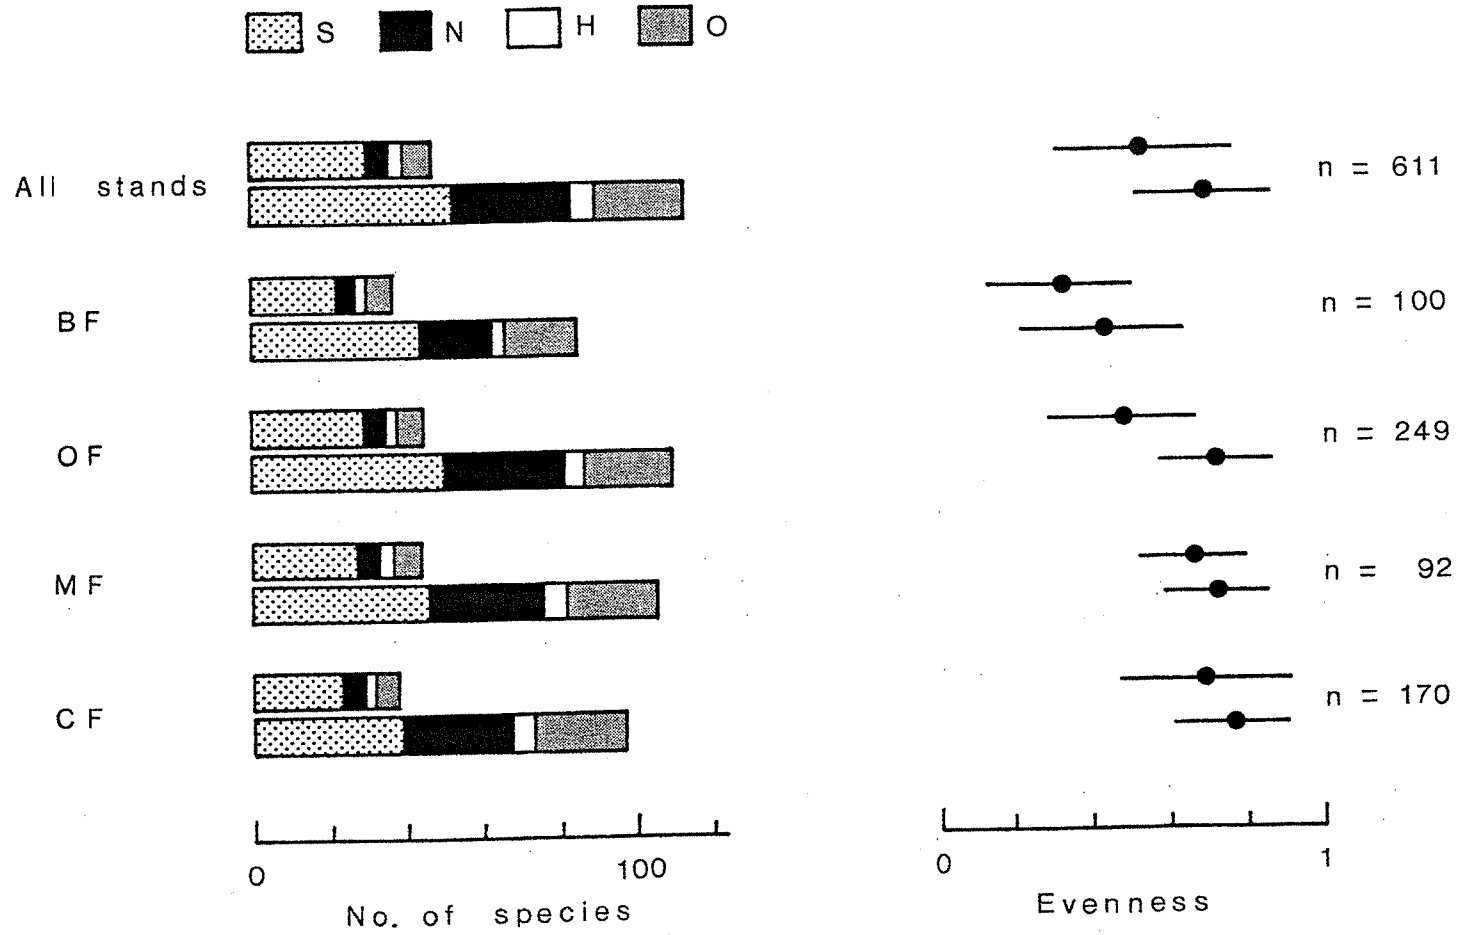 S N H O
All stands n = 611
BF n = 100
OF n = 249
MF n = 92
CF n = 170
0 100 0 1
No. of species Evenness